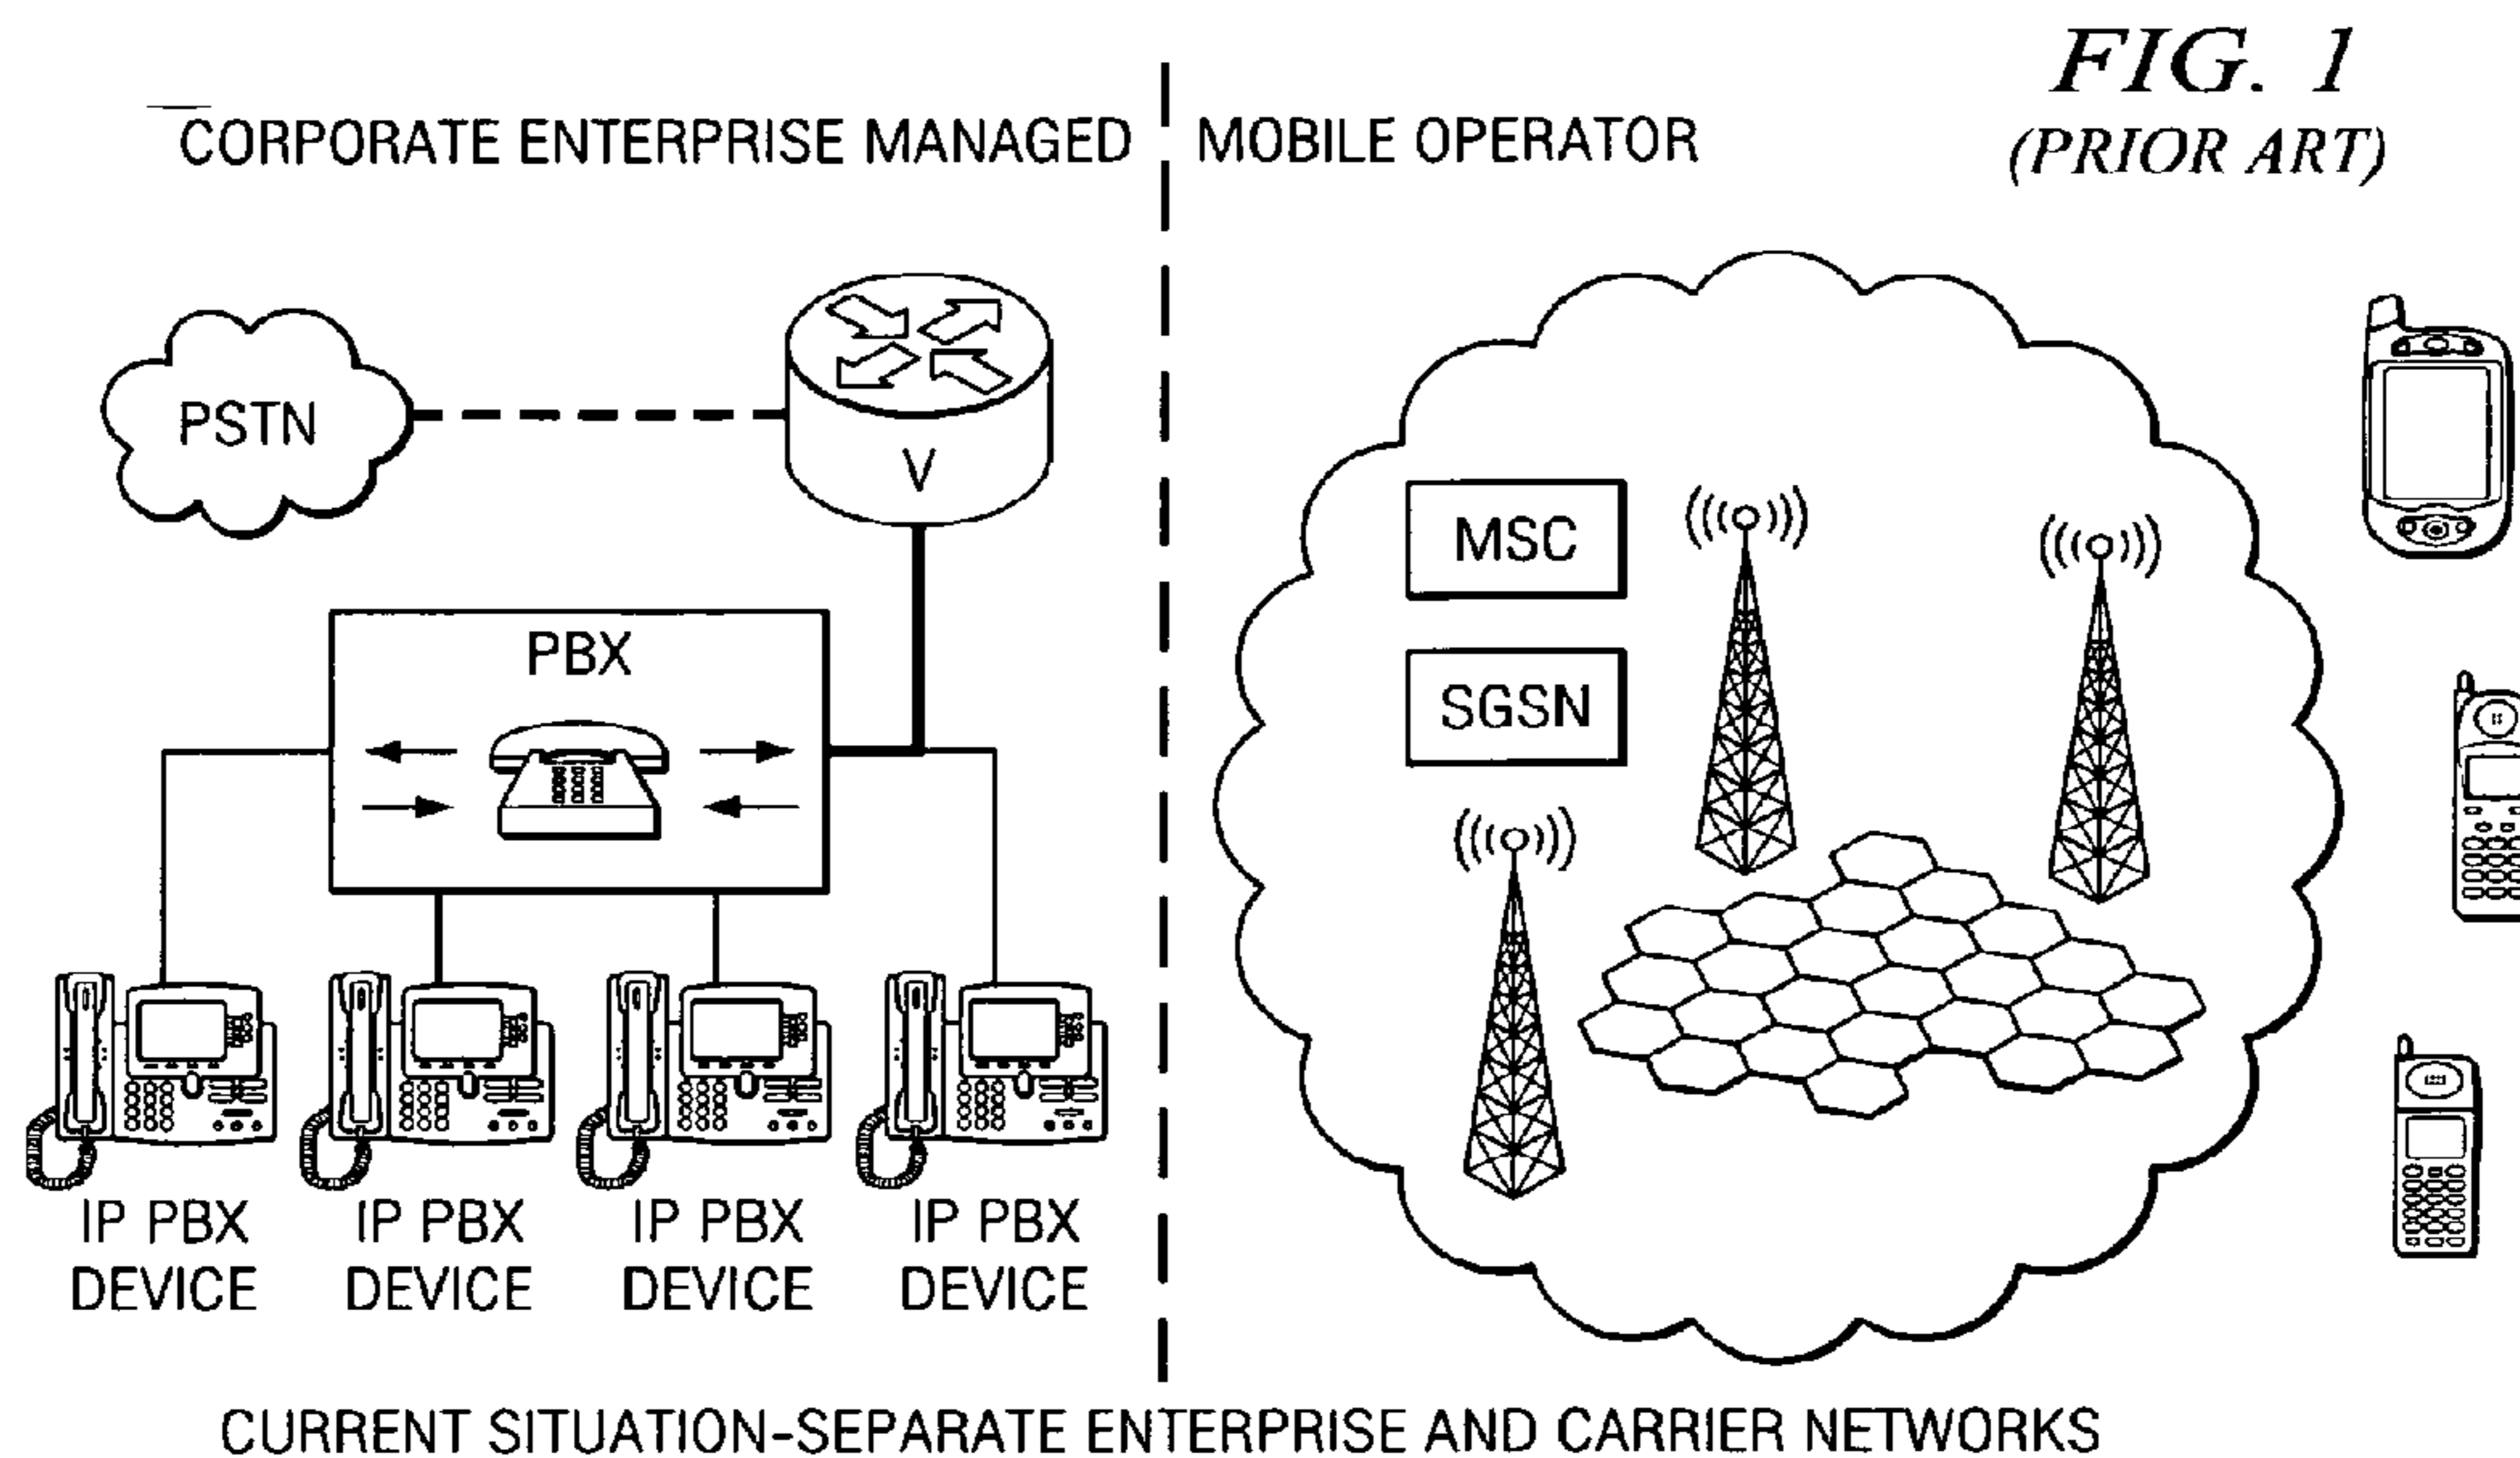 FIG. 1
(PRIOR ART)
CORPORATE ENTERPRISE MANAGED
MOBILE OPERATOR
PSTN
V
MSC
PBX
SGSN
IP PBX
DEVICE
IP PBX
DEVICE
IP PBX
DEVICE
IP PBX
DEVICE
CURRENT SITUATION-SEPARATE ENTERPRISE AND CARRIER NETWORKS